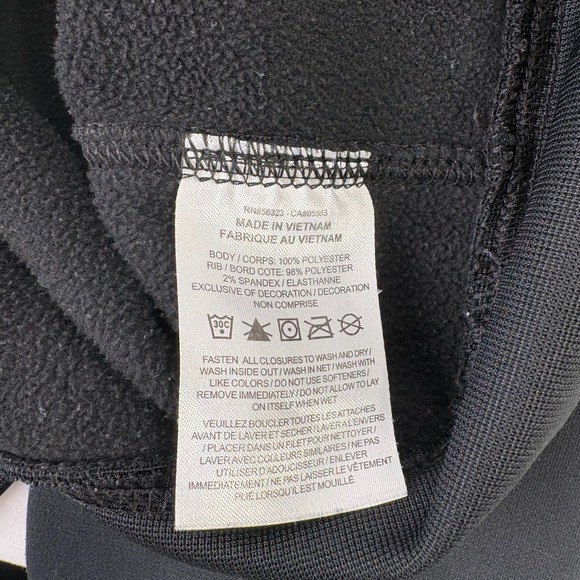 RN#56323 - CA#05553
MADE IN VIETNAM
FABRIQUE AU VIETNAM
BODY / CORPS: 100% POLYESTER
RIB / BORD COTE: 98% POLYESTER
2% SPANDEX / ELASTHANNE
EXCLUSIVE OF DECORATION / DECORATION
NON COMPRISE
30C
FASTEN ALL CLOSURES TO WASH AND DRY /
WASH INSIDE OUT / WASH IN NET / WASH WITH
LIKE COLORS / DO NOT USE SOFTENERS /
REMOVE IMMEDIATELY / DO NOT ALLOW TO LAY
ON ITSELF WHEN WET
VEUILLEZ BOUCLER TOUTES LES ATTACHES
AVANT DE LAVER ET SECHER / LAVER A L'ENVERS
/ PLACER DANS UN FILET POUR NETTOYER /
LAVER AVEC COULEURS SIMILAIRES / NE PAS
UTILISER D'ADOUCISSEUR / ENLEVER
IMMEDIATEMENT / NE PAS LAISSER LE VÊTEMENT
PLIÉ LORSQU'IL EST MOUILLÉ